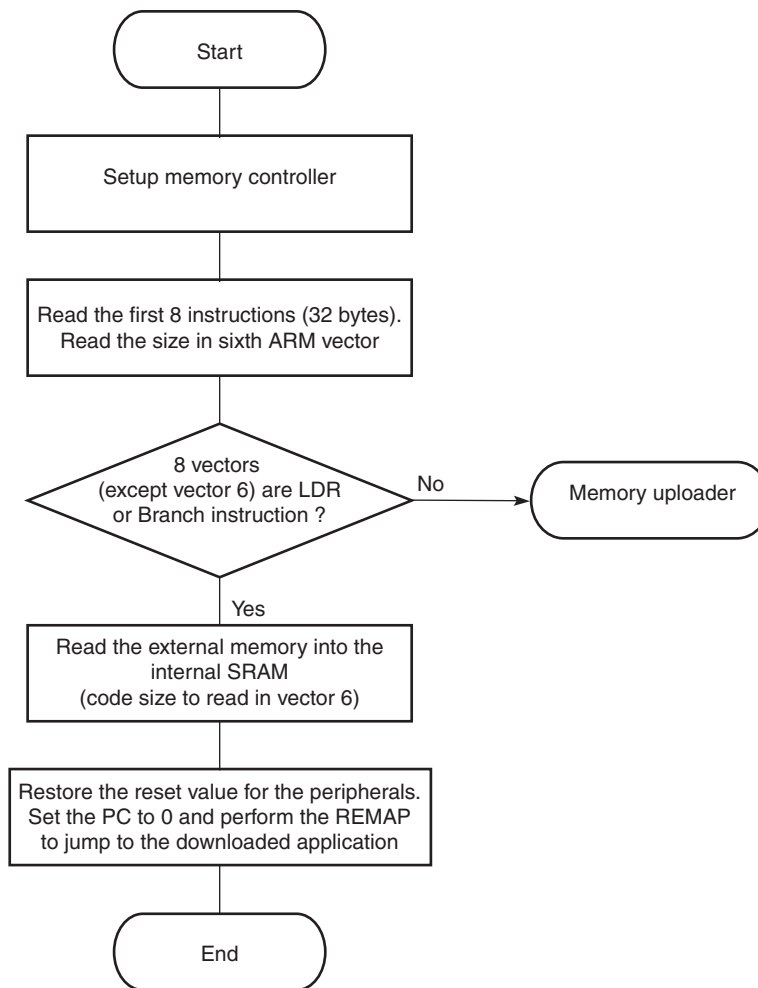 Start
Setup memory controller
Read the first 8 instructions (32 bytes).
Read the size in sixth ARM vector
8 vectors
(except vector 6) are LDR
or Branch instruction ?
No
Memory uploader
Yes
Read the external memory into the
internal SRAM
(code size to read in vector 6)
Restore the reset value for the peripherals.
Set the PC to 0 and perform the REMAP
to jump to the downloaded application
End